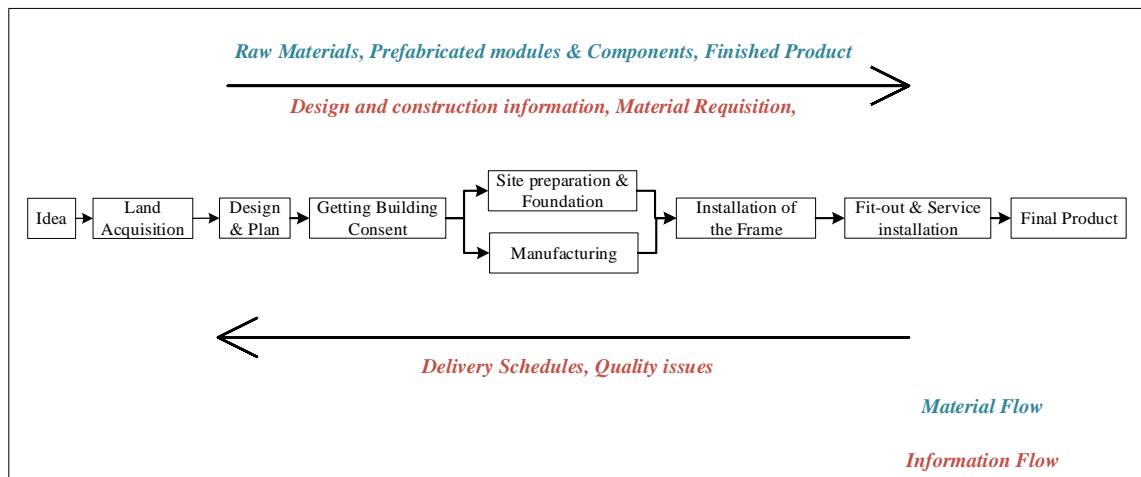 Raw Materials, Prefabricated modules & Components, Finished Product
Design and construction information, Material Requisition,
Idea
Land
Acquisition
Design
& Plan
Getting Building
Consent
Site preparation &
Foundation
Manufacturing
Installation of
the Frame
Fit-out & Service
installation
Final Product
Delivery Schedules, Quality issues
Material Flow
Information Flow